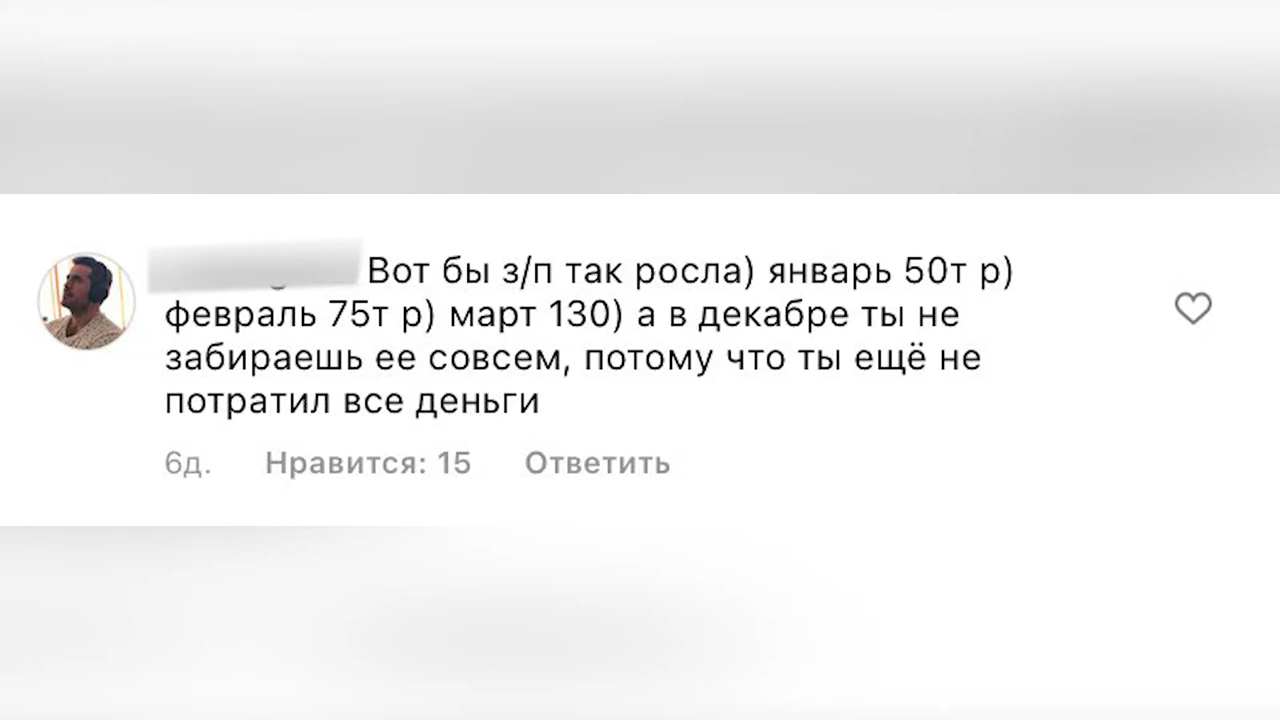 Вот бы з/п так росла) январь 50т р)
февраль 75т р) март 130) а в декабре ты не
забираешь ее совсем, потому что ты ещё не
потратил все деньги
6д. Нравится: 15 Ответить